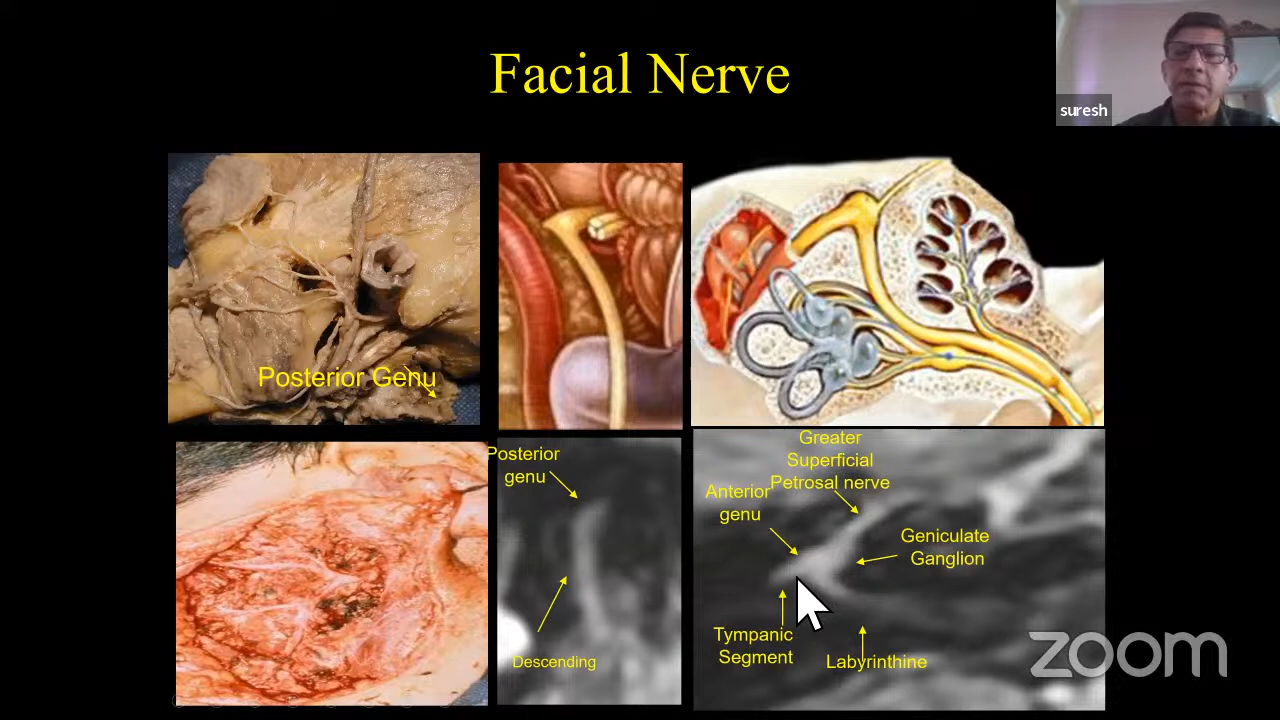 Facial Nerve
suresh
Posterior Genu
Posterior
genu
Descending
Greater
Superficial
Petrosal nerve
Anterior
genu
Geniculate
Ganglion
Tympanic
Segment
Labyrinthine
zoom